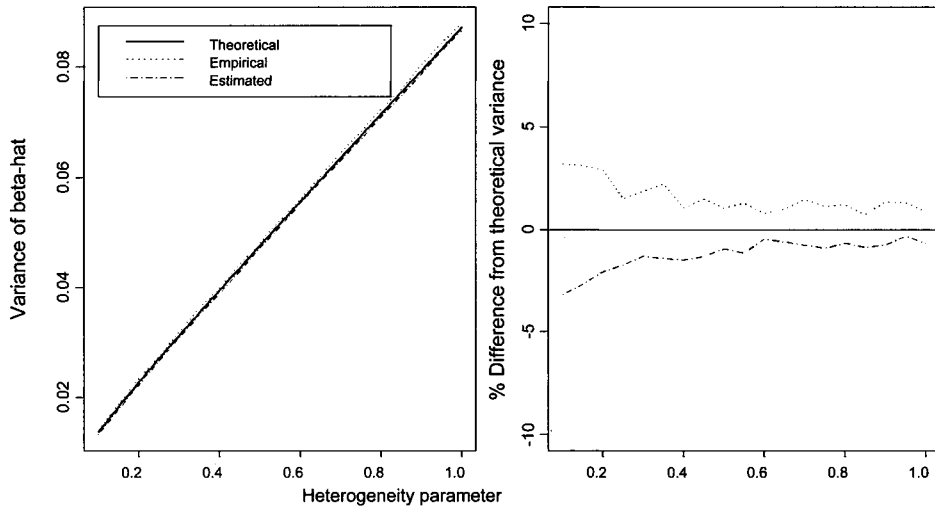 Theoretical
Empirical
Estimated
Variance of beta-hat
0.08
0.06
0.04
0.02
0.2 0.4 0.6 0.8 1.0
% Difference from theoretical variance
10
5
0
-5
-10
0.2 0.4 0.6 0.8 1.0
Heterogeneity parameter